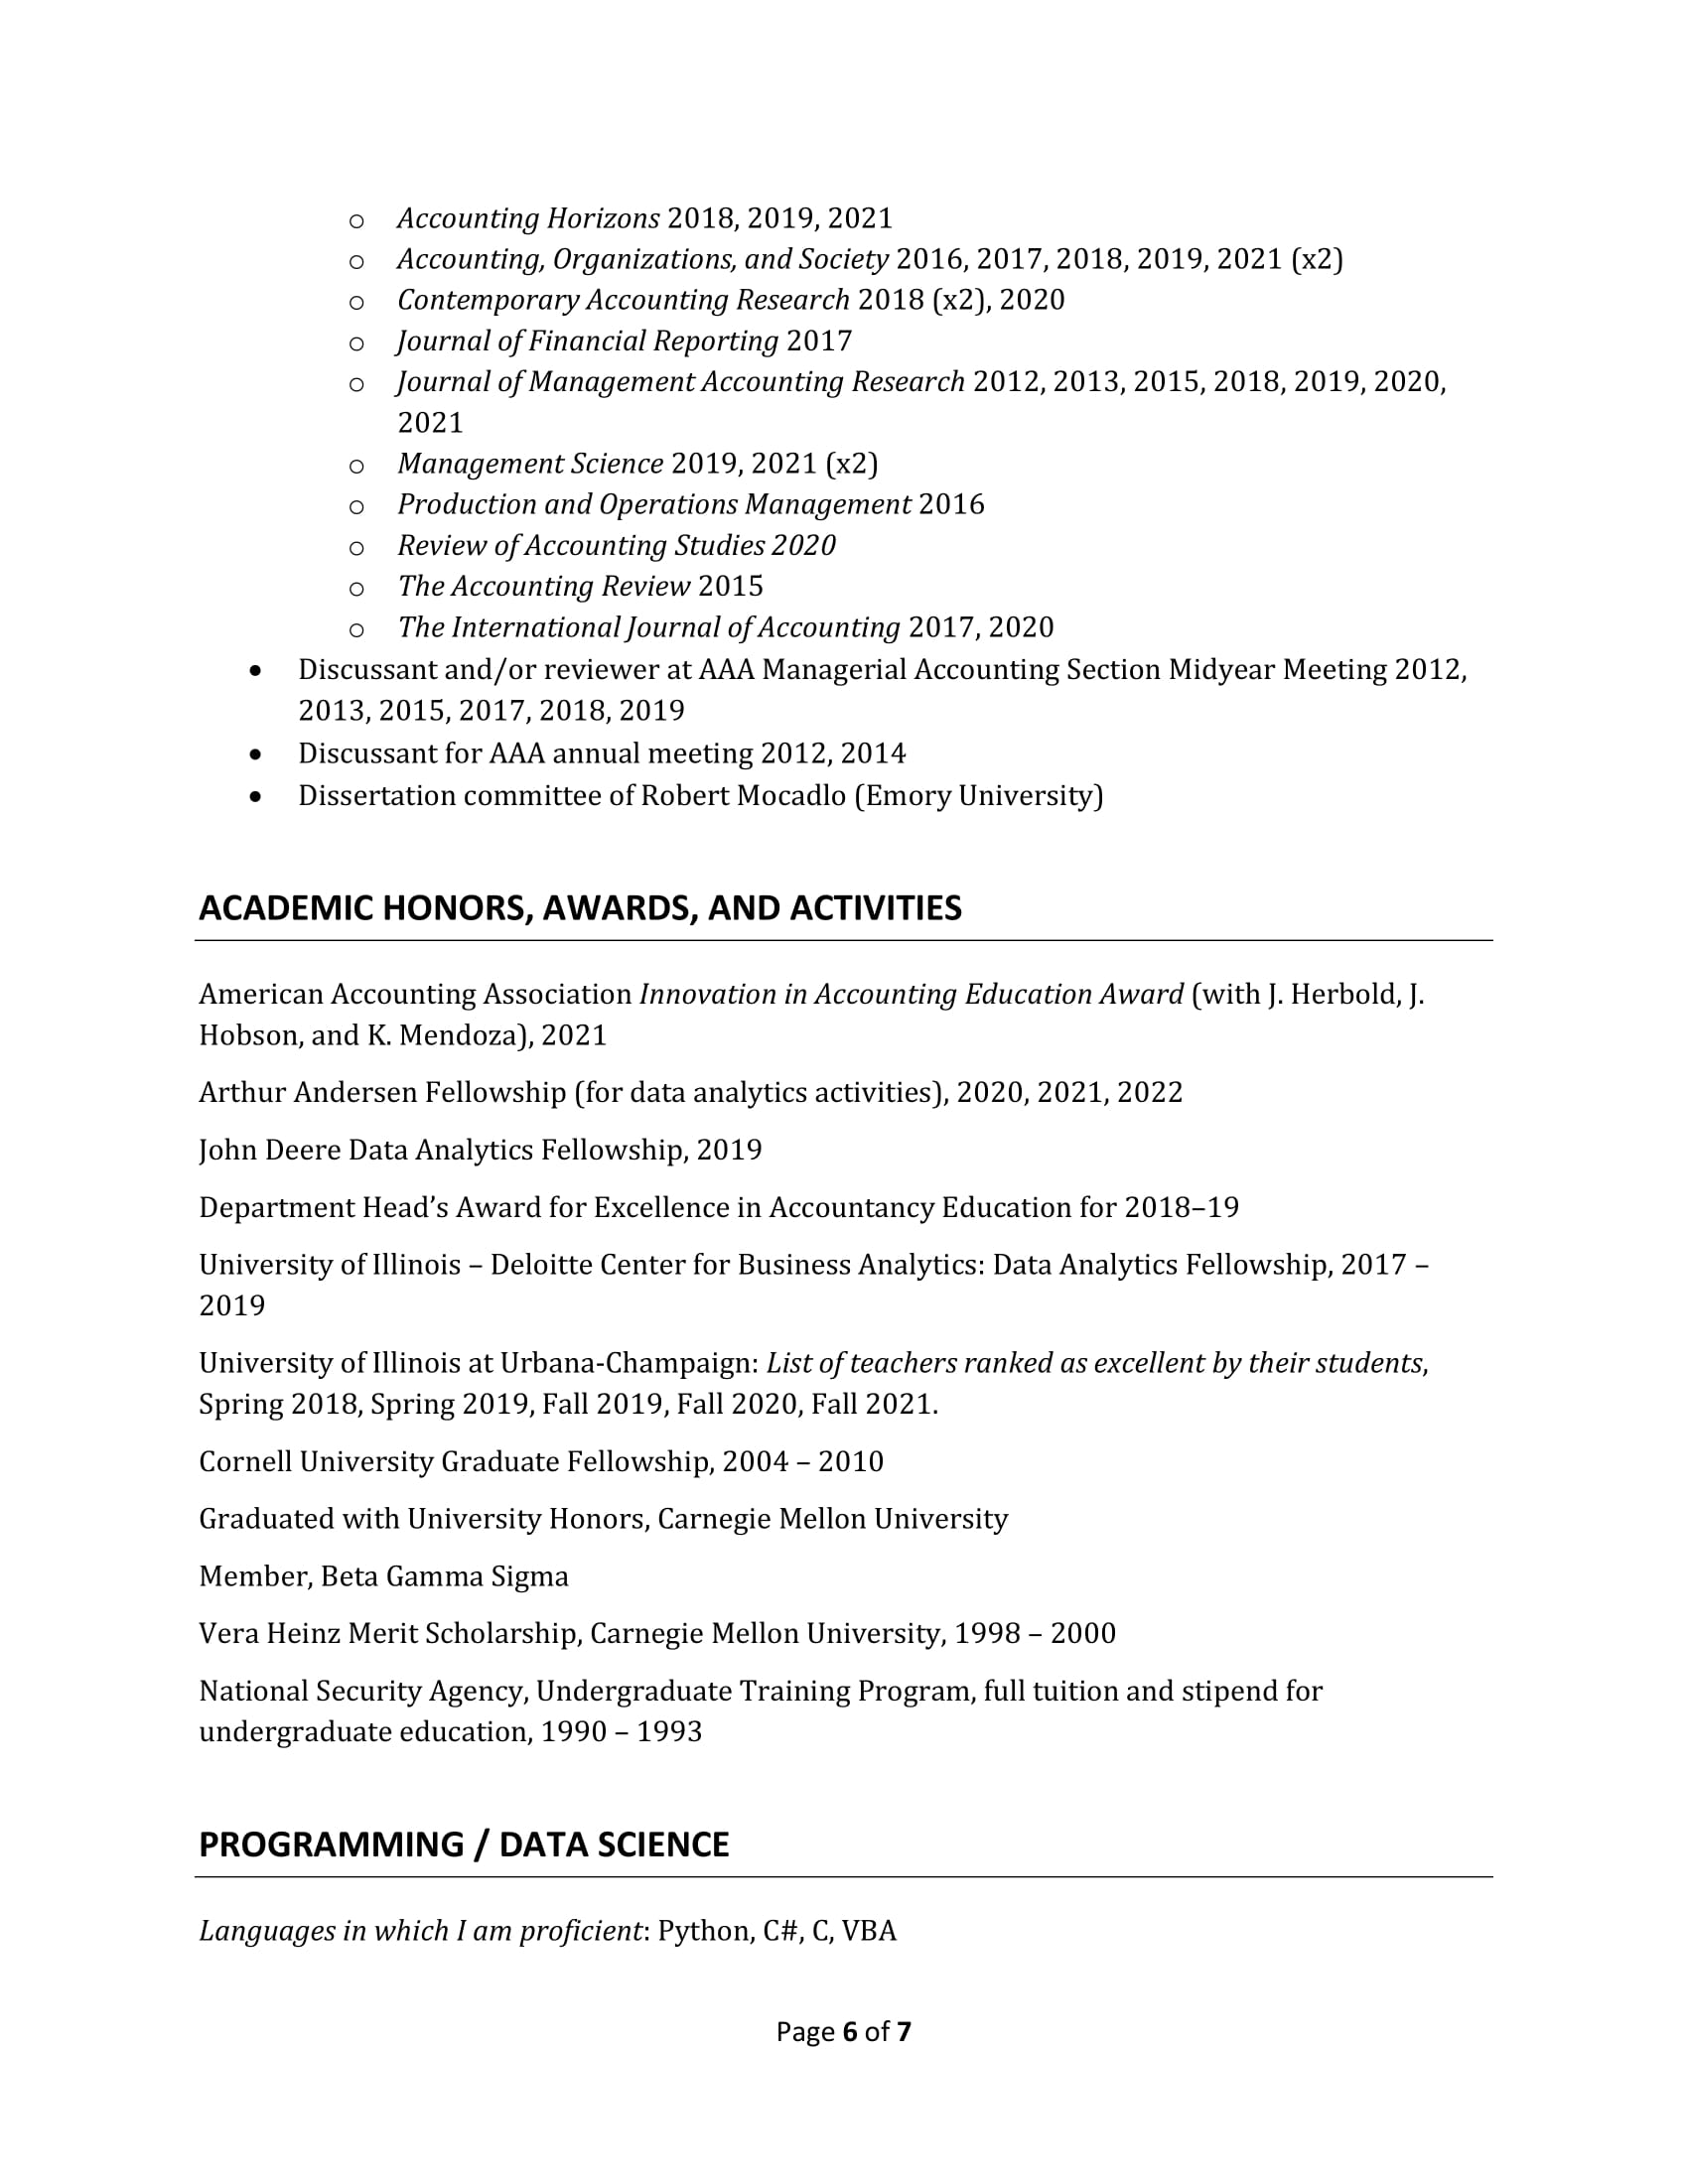 o Accounting Horizons 2018, 2019, 2021
o Accounting, Organizations, and Society 2016, 2017, 2018, 2019, 2021 (x2)
o Contemporary Accounting Research 2018 (x2), 2020
o Journal of Financial Reporting 2017
o Journal of Management Accounting Research 2012, 2013, 2015, 2018, 2019, 2020,
2021
o Management Science 2019, 2021 (x2)
o Production and Operations Management 2016
o Review of Accounting Studies 2020
o The Accounting Review 2015
o The International Journal of Accounting 2017, 2020
• Discussant and/or reviewer at AAA Managerial Accounting Section Midyear Meeting 2012,
2013, 2015, 2017, 2018, 2019
• Discussant for AAA annual meeting 2012, 2014
• Dissertation committee of Robert Mocadlo (Emory University)
ACADEMIC HONORS, AWARDS, AND ACTIVITIES
American Accounting Association Innovation in Accounting Education Award (with J. Herbold, J.
Hobson, and K. Mendoza), 2021
Arthur Andersen Fellowship (for data analytics activities), 2020, 2021, 2022
John Deere Data Analytics Fellowship, 2019
Department Head’s Award for Excellence in Accountancy Education for 2018–19
University of Illinois – Deloitte Center for Business Analytics: Data Analytics Fellowship, 2017 –
2019
University of Illinois at Urbana-Champaign: List of teachers ranked as excellent by their students,
Spring 2018, Spring 2019, Fall 2019, Fall 2020, Fall 2021.
Cornell University Graduate Fellowship, 2004 – 2010
Graduated with University Honors, Carnegie Mellon University
Member, Beta Gamma Sigma
Vera Heinz Merit Scholarship, Carnegie Mellon University, 1998 – 2000
National Security Agency, Undergraduate Training Program, full tuition and stipend for
undergraduate education, 1990 – 1993
PROGRAMMING / DATA SCIENCE
Languages in which I am proficient: Python, C#, C, VBA
Page 6 of 7